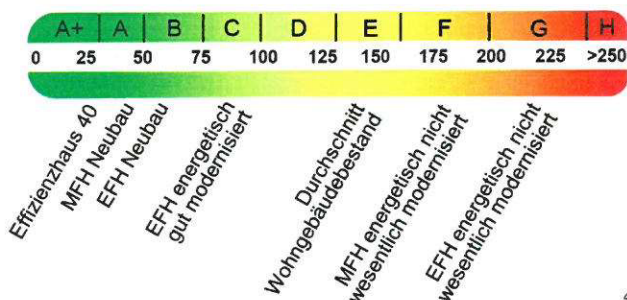 A+ A B C D E F G H
0 25 50 75 100 125 150 175 200 225 >250
Effizienzhaus 40
MFH Neubau
EFH Neubau
EFH energetisch
gut modernisiert
Durchschnitt
Wohngebäudebestand
MFH energetisch nicht
wesentlich modernisiert
EFH energetisch nicht
wesentlich modernisiert